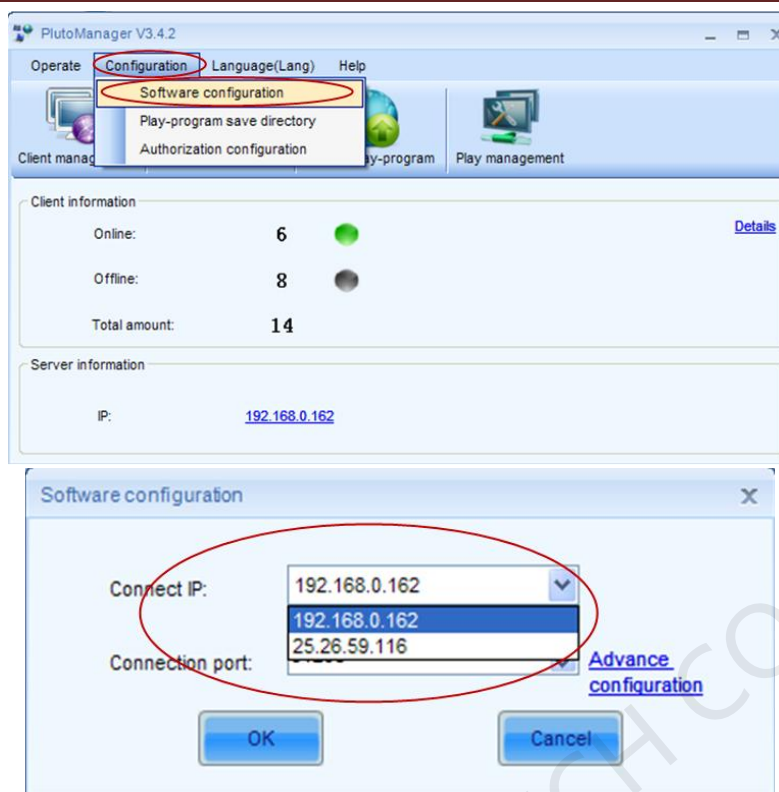 PlutoManager V3.4.2
Operate Configuration Language(Lang) Help
Software configuration
Play-program save directory
Authorization configuration
Client Play management
Client information
Online: 6 Details
Offline: 8
Total amount: 14
Server information
IP: 192.168.0.162
Software configuration
Connect IP: 192.168.0.162
192.168.0.162
25.26.59.116
Connection port: Advance
configuration
OK Cancel